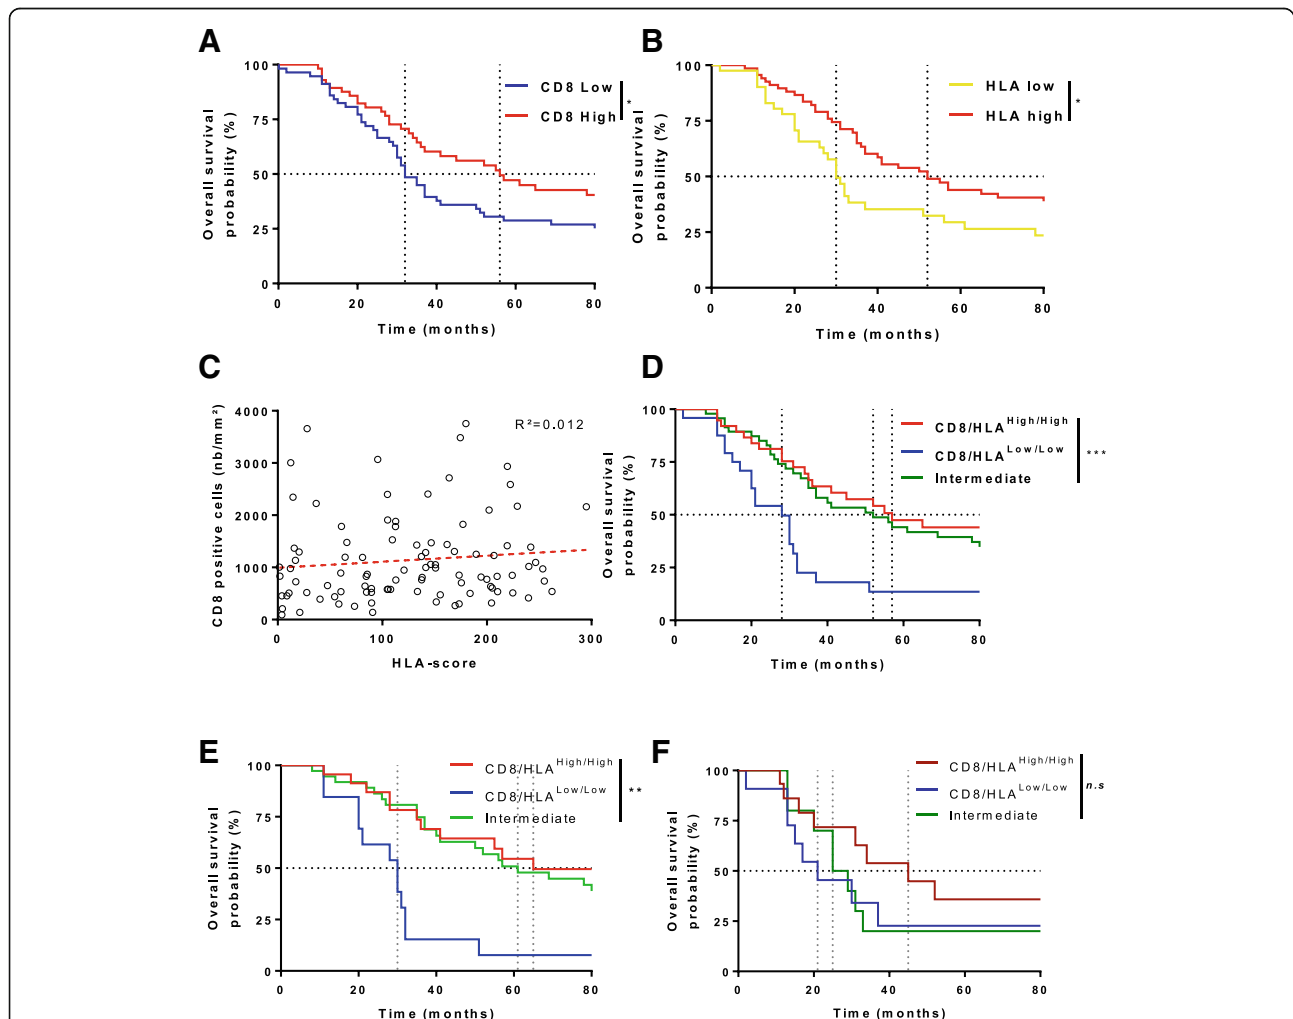 A
100
75
50
25
0
0 20 40 60 80
Overall survival
probability (%)
Time (months)
CD8 Low
CD8 High
*
B
100
75
50
25
0
0 20 40 60 80
Overall survival
probability (%)
Time (months)
HLA low
HLA high
*
C
4000
3000
2000
1000
0
0 100 200 300
CD8 positive cells (nb/mm²)
HLA-score
R²=0.012
D
100
75
50
25
0
0 20 40 60 80
Overall survival
probability (%)
Time (months)
CD8/HLA High/High
CD8/HLA Low/Low
Intermediate
***
E
100
75
50
25
0
0 20 40 60 80
Overall survival
probability (%)
Time (months)
CD8/HLA High/High
CD8/HLA Low/Low
Intermediate
**
F
100
75
50
25
0
0 20 40 60 80
Overall survival
probability (%)
Time (months)
CD8/HLA High/High
CD8/HLA Low/Low
Intermediate
n.s